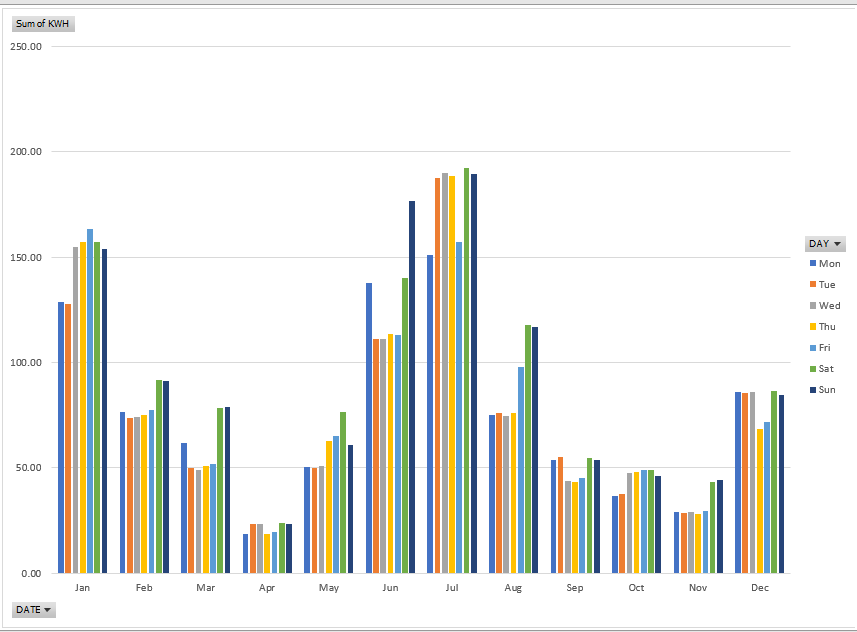 Sum of KWH
250.00
200.00
150.00
100.00
50.00
0.00
Jan Feb Mar Apr May Jun Jul Aug Sep Oct Nov Dec
DATE
DAY
Mon
Tue
Wed
Thu
Fri
Sat
Sun